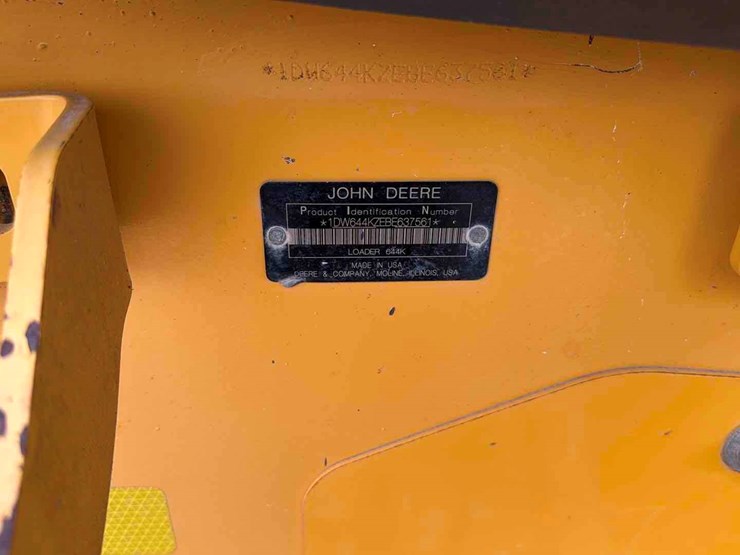 *1DW644KZEBE637561*
JOHN DEERE
Product Identification Number
*1DW644KZEBE637561*
LOADER 644K
MADE IN USA
DEERE & COMPANY, MOLINE, ILLINOIS, USA